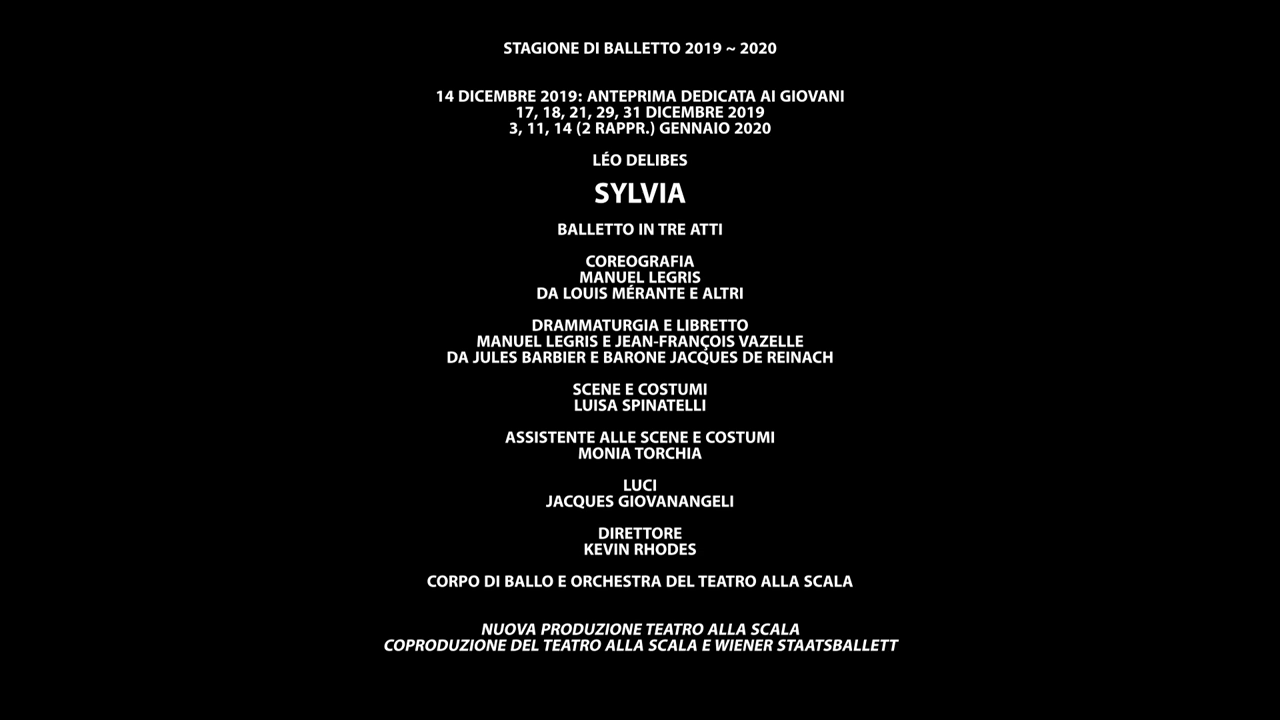 STAGIONE DI BALLETTO 2019 ~ 2020
14 DICEMBRE 2019: ANTEPRIMA DEDICATA AI GIOVANI
17, 18, 21, 29, 31 DICEMBRE 2019
3, 11, 14 (2 RAPPR.) GENNAIO 2020
LÉO DELIBES
SYLVIA
BALLETTO IN TRE ATTI
COREOGRAFIA
MANUEL LEGRIS
DA LOUIS MÉRANTE E ALTRI
DRAMMATURGIA E LIBRETTO
MANUEL LEGRIS E JEAN-FRANÇOIS VAZELLE
DA JULES BARBIER E BARONE JACQUES DE REINACH
SCENE E COSTUMI
LUISA SPINATELLI
ASSISTENTE ALLE SCENE E COSTUMI
MONIA TORCHIA
LUCI
JACQUES GIOVANANGELI
DIRETTORE
KEVIN RHODES
CORPO DI BALLO E ORCHESTRA DEL TEATRO ALLA SCALA
NUOVA PRODUZIONE TEATRO ALLA SCALA
COPRODUZIONE DEL TEATRO ALLA SCALA E WIENER STAATSBALLETT